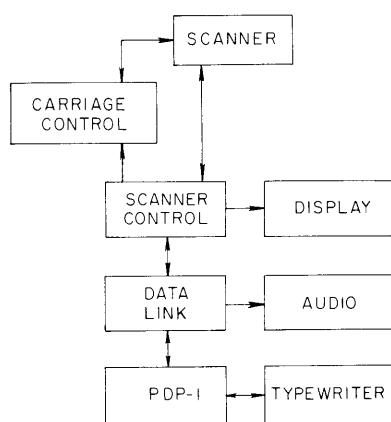 SCANNER
CARRIAGE
CONTROL
SCANNER
CONTROL
DISPLAY
DATA
LINK
AUDIO
PDP-1
TYPEWRITER